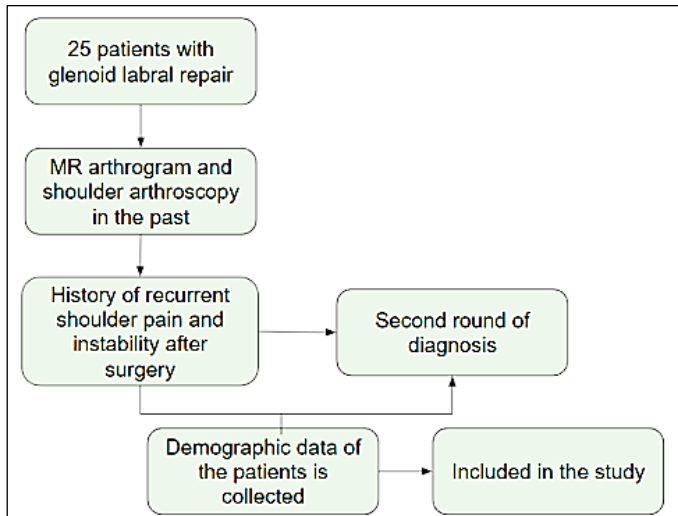 25 patients with
glenoid labral repair
MR arthrogram and
shoulder arthroscopy
in the past
History of recurrent
shoulder pain and
instability after
surgery
Second round of
diagnosis
Demographic data of
the patients is
collected
Included in the study